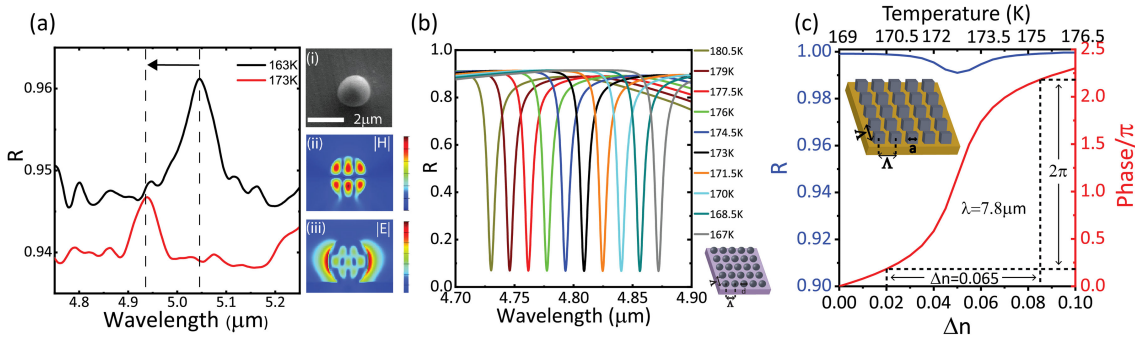 (a)
R
0.96
0.95
0.94
4.8
4.9
5.0
5.1
5.2
Wavelength (μm)
163K
173K
(i)
2μm
(ii)
|H|
(iii)
|E|
(b)
R
1.0
0.8
0.6
0.4
0.2
0.0
4.70
4.75
4.80
4.85
4.90
Wavelength (μm)
180.5K
179K
177.5K
176K
174.5K
173K
171.5K
170K
168.5K
167K
Λ
Λ
d
(c)
Temperature (K)
169
170.5
172
173.5
175
176.5
R
1.00
0.98
0.96
0.94
0.93
0.90
Λ
Λ
a
λ=7.8μm
2π
Δn=0.065
0.00
0.02
0.04
0.06
0.08
0.10
Δn
2.5
2.0
1.5
1.0
0.5
0.0
Phase/π